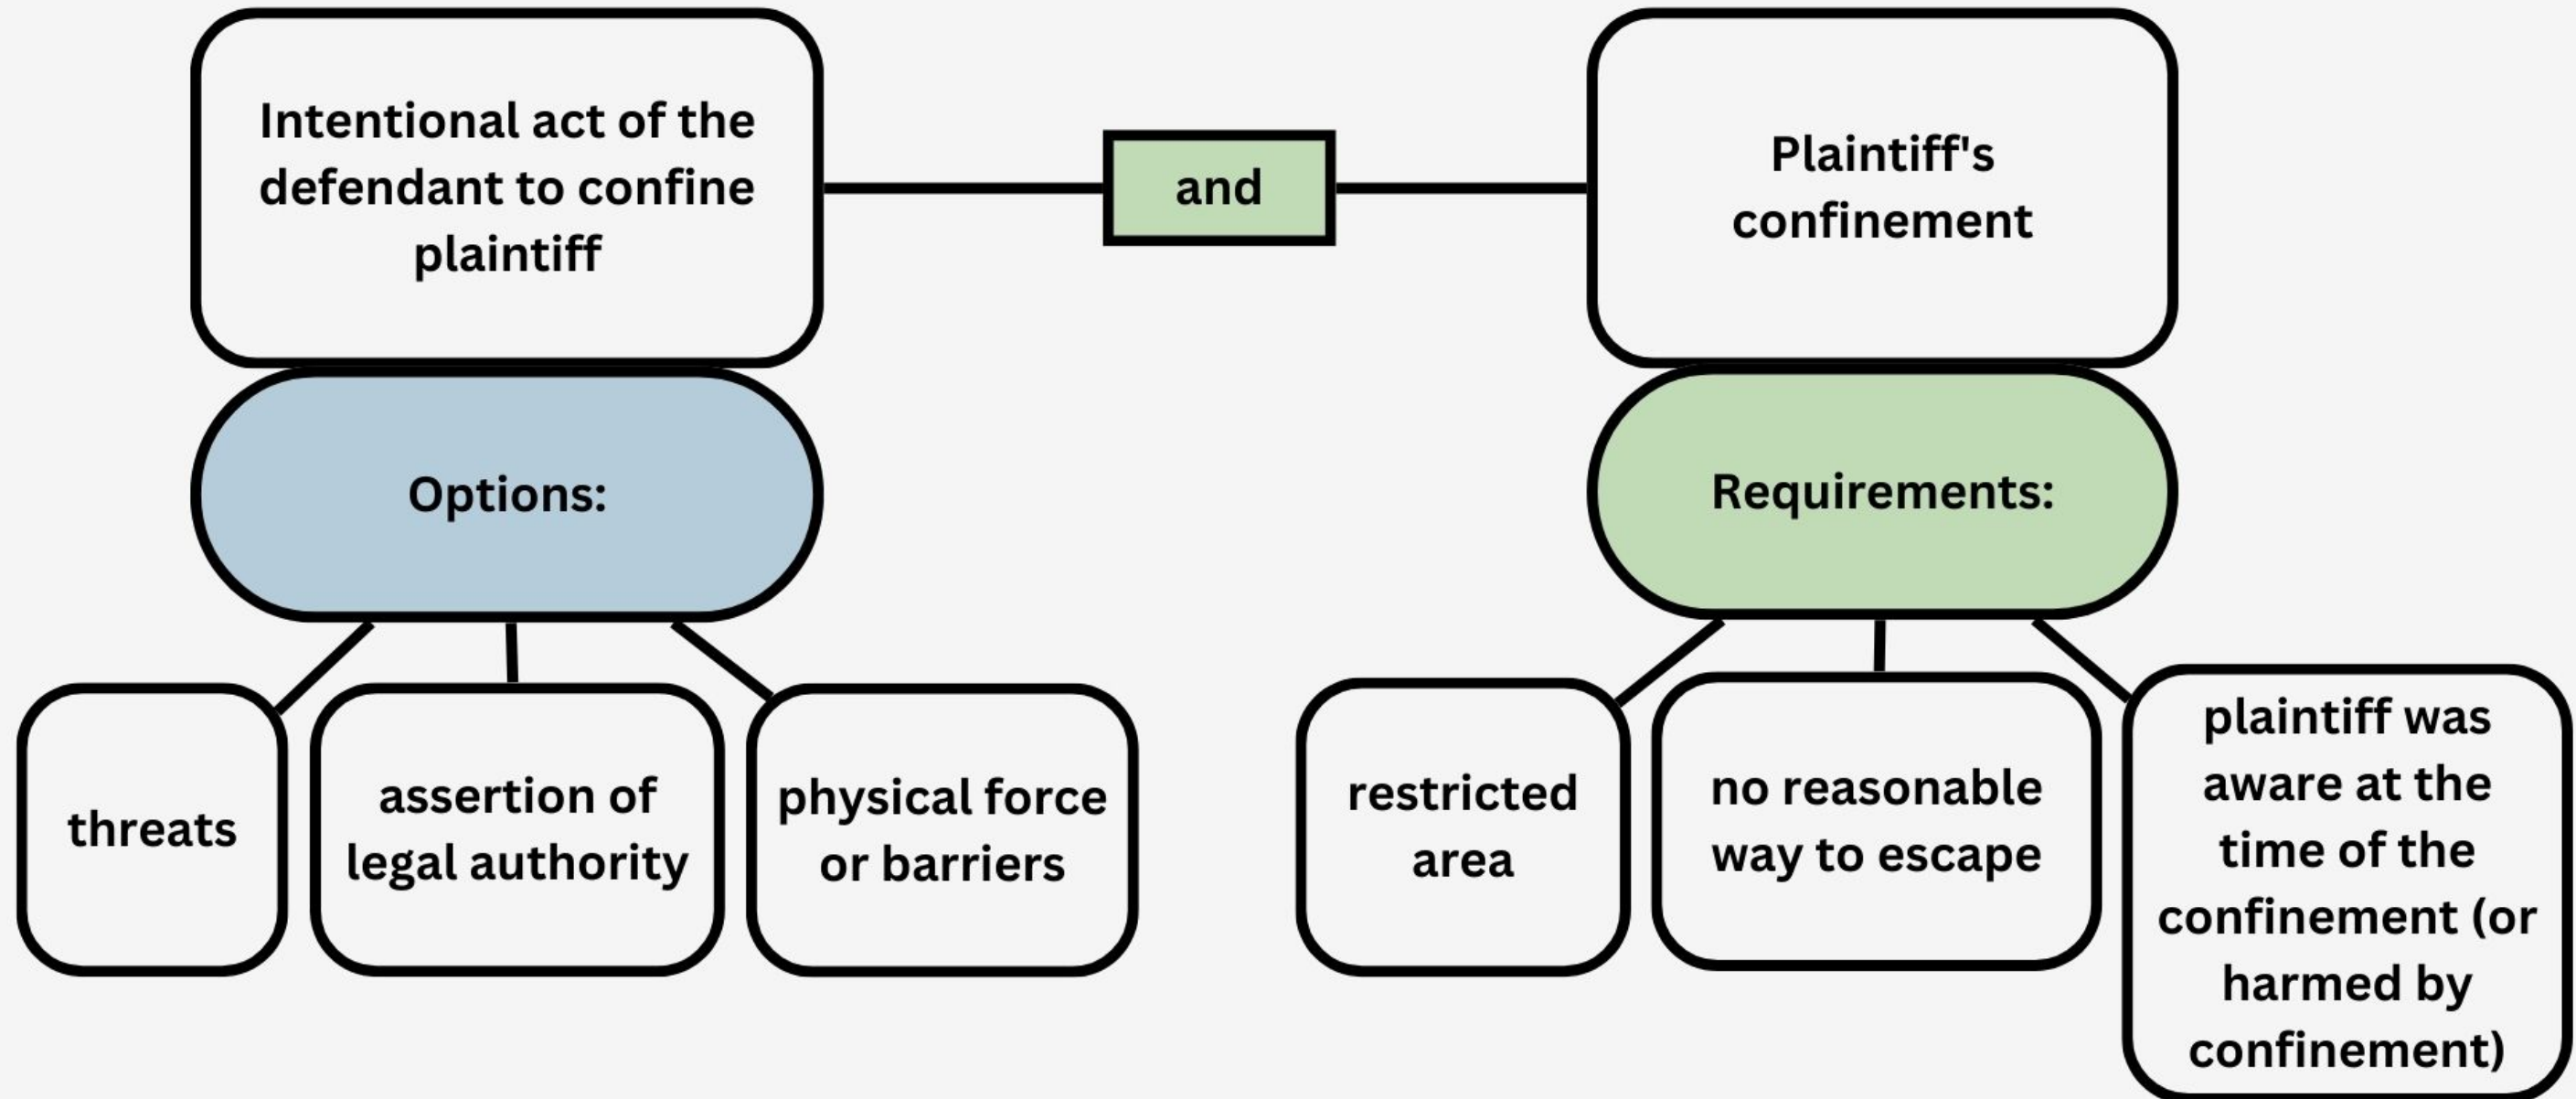 Intentional act of the
defendant to confine
plaintiff
and
Plaintiff's
confinement
Options:
Requirements:
threats
assertion of
legal authority
physical force
or barriers
restricted
area
no reasonable
way to escape
plaintiff was
aware at the
time of the
confinement (or
harmed by
confinement)